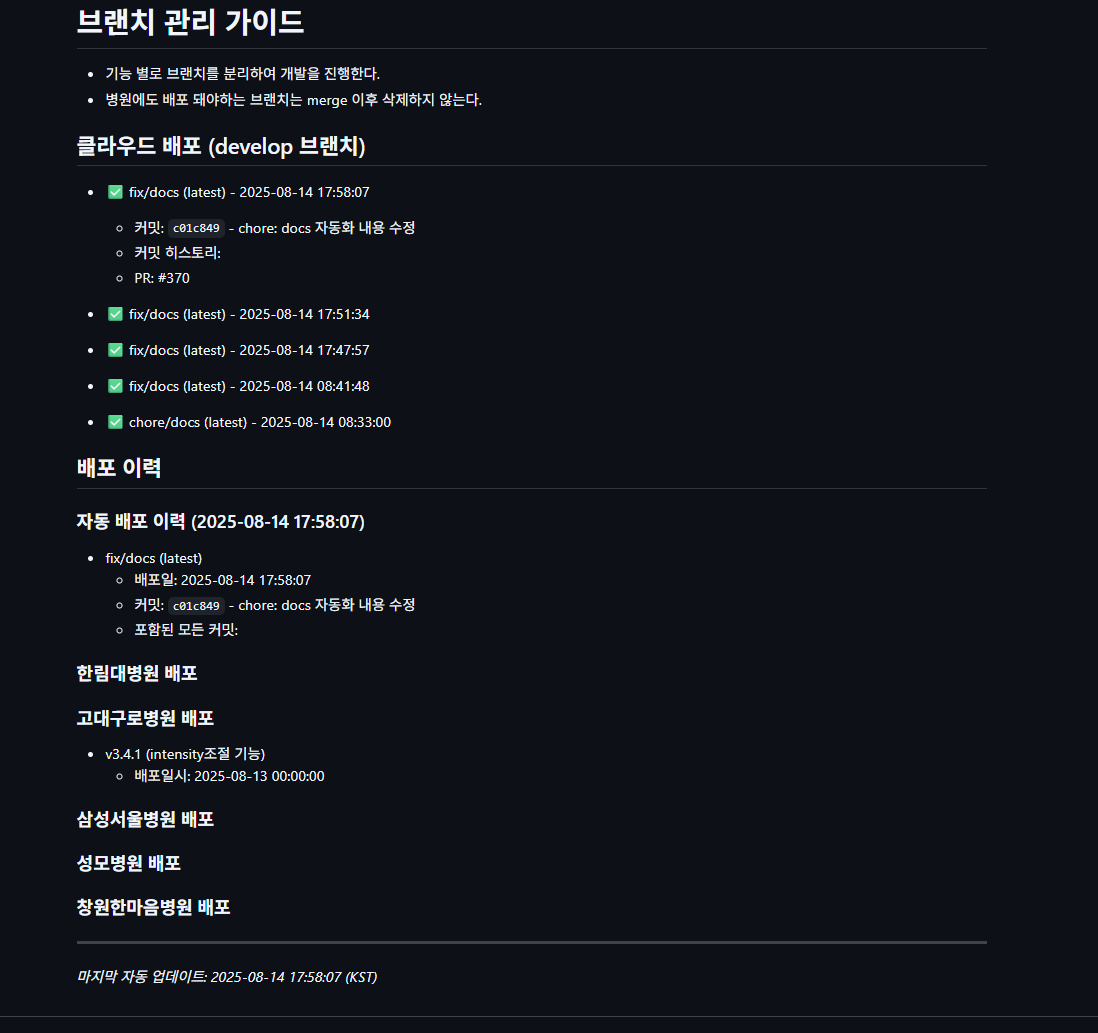 브랜치 관리 가이드
기능 별로 브랜치를 분리하여 개발을 진행한다.
병원에도 배포 돼야하는 브랜치는 merge 이후 삭제하지 않는다.
클라우드 배포 (develop 브랜치)
✅ fix/docs (latest) - 2025-08-14 17:58:07
커밋: c01c849 - chore: docs 자동화 내용 수정
커밋 히스토리:
PR: #370
✅ fix/docs (latest) - 2025-08-14 17:51:34
✅ fix/docs (latest) - 2025-08-14 17:47:57
✅ fix/docs (latest) - 2025-08-14 08:41:48
✅ chore/docs (latest) - 2025-08-14 08:33:00
배포 이력
자동 배포 이력 (2025-08-14 17:58:07)
fix/docs (latest)
배포일: 2025-08-14 17:58:07
커밋: c01c849 - chore: docs 자동화 내용 수정
포함된 모든 커밋:
한림대병원 배포
고대구로병원 배포
v3.4.1 (intensity조절 기능)
배포일시: 2025-08-13 00:00:00
삼성서울병원 배포
성모병원 배포
창원한마음병원 배포
마지막 자동 업데이트: 2025-08-14 17:58:07 (KST)